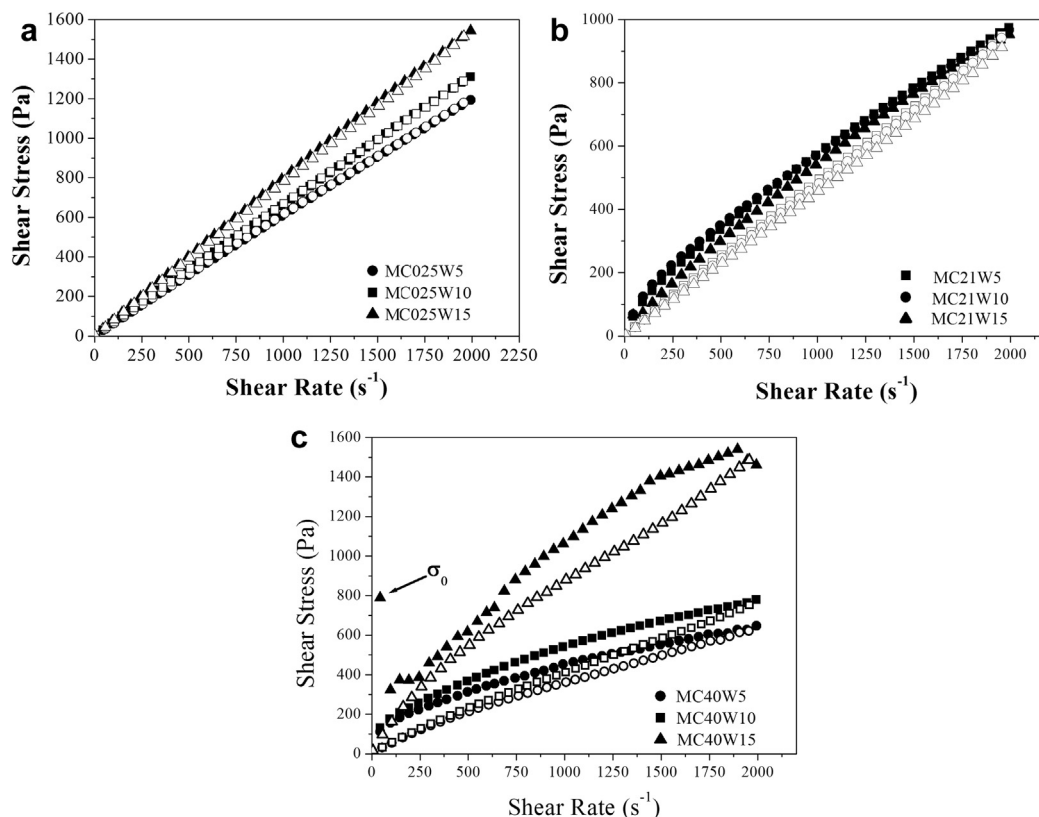 a
Shear Stress (Pa)
1600
1400
1200
1000
800
600
400
200
0
0 250 500 750 1000 1250 1500 1750 2000 2250
Shear Rate (s⁻¹)
MC025W5
MC025W10
MC025W15
b
Shear Stress (Pa)
1000
800
600
400
200
0
0 250 500 750 1000 1250 1500 1750 2000
Shear Rate (s⁻¹)
MC21W5
MC21W10
MC21W15
c
Shear Stress (Pa)
1600
1400
1200
1000
800
600
400
200
0
0 250 500 750 1000 1250 1500 1750 2000
Shear Rate (s⁻¹)
σ₀
MC40W5
MC40W10
MC40W15